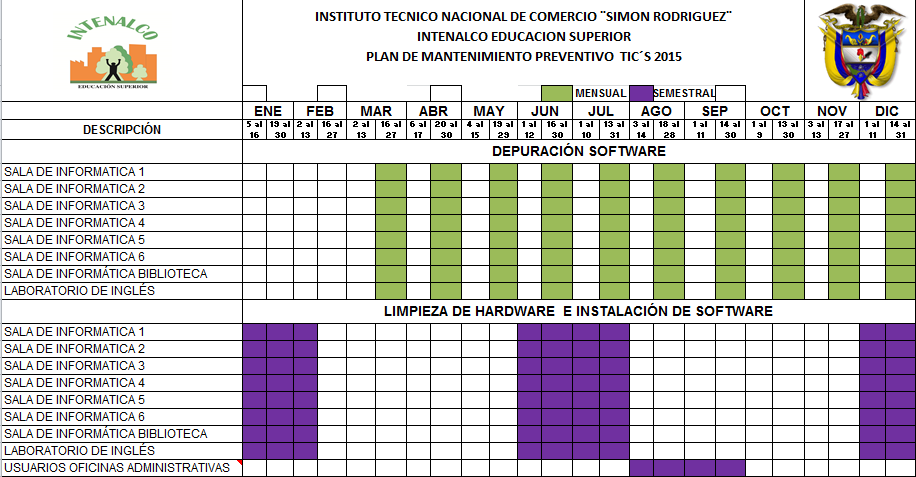 INTENALCO
EDUCACIÓN SUPERIOR
INSTITUTO TECNICO NACIONAL DE COMERCIO ¨SIMON RODRIGUEZ¨
INTENALCO EDUCACION SUPERIOR
PLAN DE MANTENIMIENTO PREVENTIVO TIC´S 2015
MENSUAL SEMESTRAL
ENE FEB MAR ABR MAY JUN JUL AGO SEP OCT NOV DIC
DESCRIPCIÓN
5 al 16 19 al 30 2 al 13 16 al 27 2 al 13 16 al 27 6 al 17 20 al 30 4 al 15 19 al 29 1 al 12 16 al 30 1 al 10 13 al 31 3 al 14 18 al 28 1 al 11 14 al 30 1 al 9 13 al 30 3 al 13 17 al 27 1 al 11 14 al 31
DEPURACIÓN SOFTWARE
SALA DE INFORMATICA 1
SALA DE INFORMATICA 2
SALA DE INFORMATICA 3
SALA DE INFORMATICA 4
SALA DE INFORMATICA 5
SALA DE INFORMATICA 6
SALA DE INFORMÁTICA BIBLIOTECA
LABORATORIO DE INGLÉS
LIMPIEZA DE HARDWARE E INSTALACIÓN DE SOFTWARE
SALA DE INFORMATICA 1
SALA DE INFORMATICA 2
SALA DE INFORMATICA 3
SALA DE INFORMATICA 4
SALA DE INFORMATICA 5
SALA DE INFORMATICA 6
SALA DE INFORMÁTICA BIBLIOTECA
LABORATORIO DE INGLÉS
USUARIOS OFICINAS ADMINISTRATIVAS